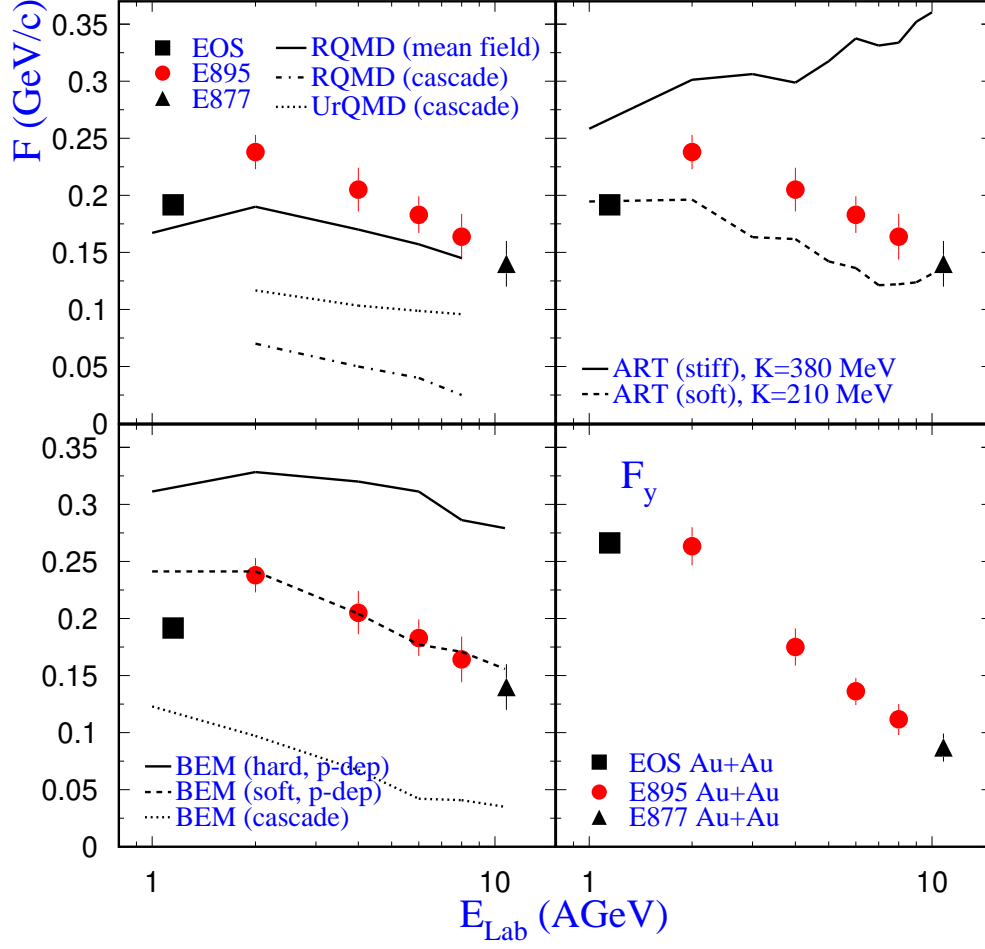 F (GeV/c)
0.35
0.3
0.25
0.2
0.15
0.1
0.05
0
EOS
E895
E877
RQMD (mean field)
RQMD (cascade)
UrQMD (cascade)
ART (stiff), K=380 MeV
ART (soft), K=210 MeV
0.35
0.3
0.25
0.2
0.15
0.1
0.05
0
BEM (hard, p-dep)
BEM (soft, p-dep)
BEM (cascade)
F_y
EOS Au+Au
E895 Au+Au
E877 Au+Au
1 10 1 10
E_Lab (AGeV)